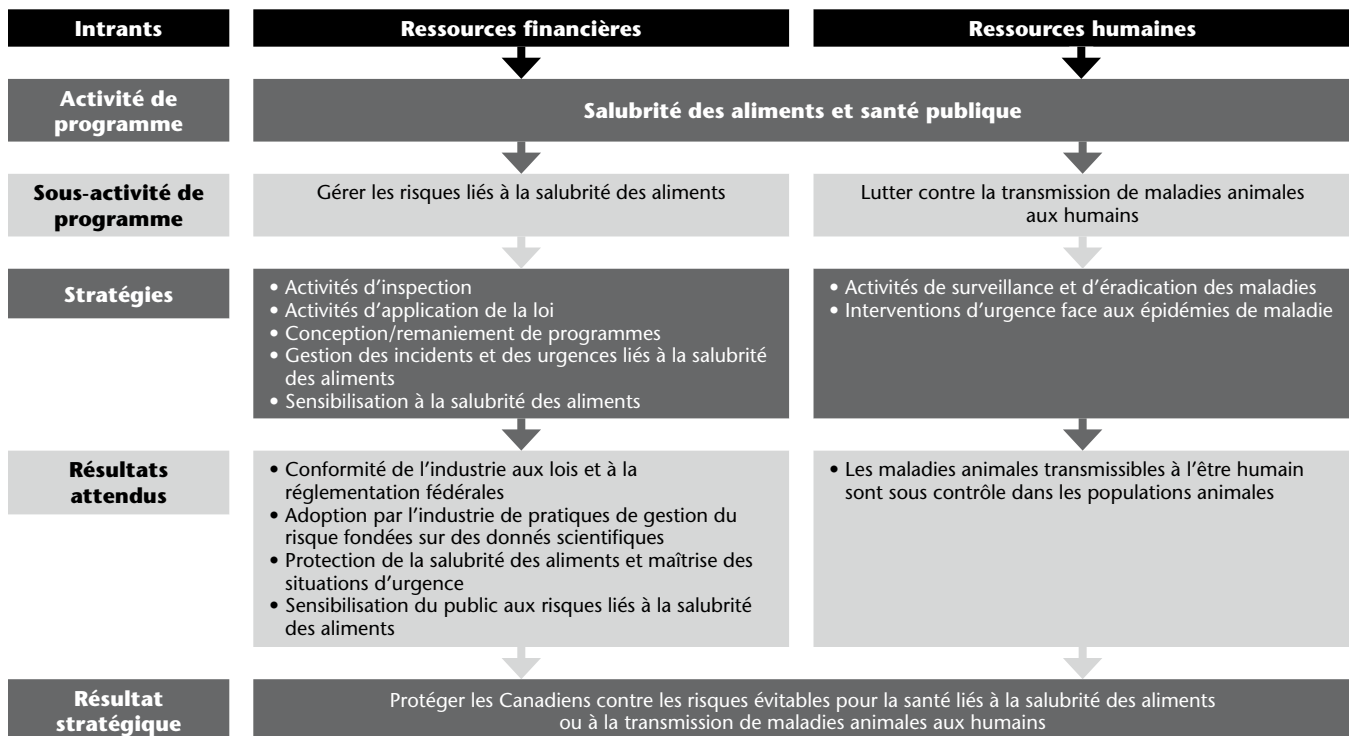 Intrants
Ressources financières
Ressources humaines
Activité de
programme
Salubrité des aliments et santé publique
Sous-activité de
programme
Gérer les risques liés à la salubrité des aliments
Lutter contre la transmission de maladies animales
aux humains
Stratégies
• Activités d’inspection
• Activités d’application de la loi
• Conception/remaniement de programmes
• Gestion des incidents et des urgences liés à la salubrité
des aliments
• Sensibilisation à la salubrité des aliments
• Activités de surveillance et d’éradication des maladies
• Interventions d’urgence face aux épidémies de maladie
Résultats
attendus
• Conformité de l’industrie aux lois et à la
réglementation fédérales
• Adoption par l’industrie de pratiques de gestion du
risque fondées sur des donnés scientifiques
• Protection de la salubrité des aliments et maîtrise des
situations d’urgence
• Sensibilisation du public aux risques liés à la salubrité
des aliments
• Les maladies animales transmissibles à l’être humain
sont sous contrôle dans les populations animales
Résultat
stratégique
Protéger les Canadiens contre les risques évitables pour la santé liés à la salubrité des aliments
ou à la transmission de maladies animales aux humains